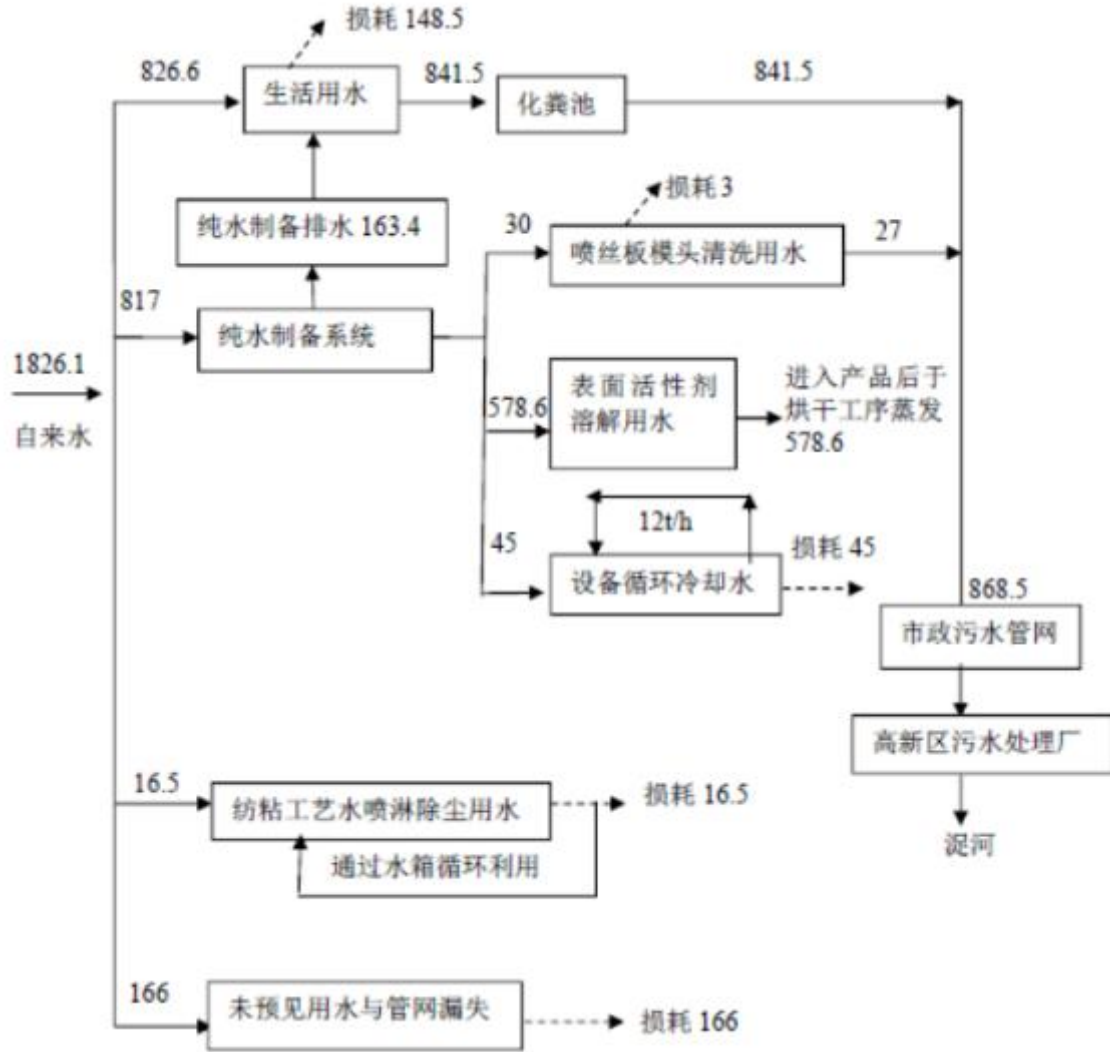 损耗 148.5
826.6
生活用水
841.5
化粪池
841.5
纯水制备排水 163.4
损耗 3
30
喷丝板模头清洗用水
27
817
纯水制备系统
1826.1
自来水
578.6
表面活性剂
溶解用水
进入产品后于
烘干工序蒸发
578.6
12t/h
45
设备循环冷却水
损耗 45
868.5
市政污水管网
高新区污水处理厂
浞河
16.5
纺粘工艺水喷淋除尘用水
损耗 16.5
通过水箱循环利用
166
未预见用水与管网漏失
损耗 166